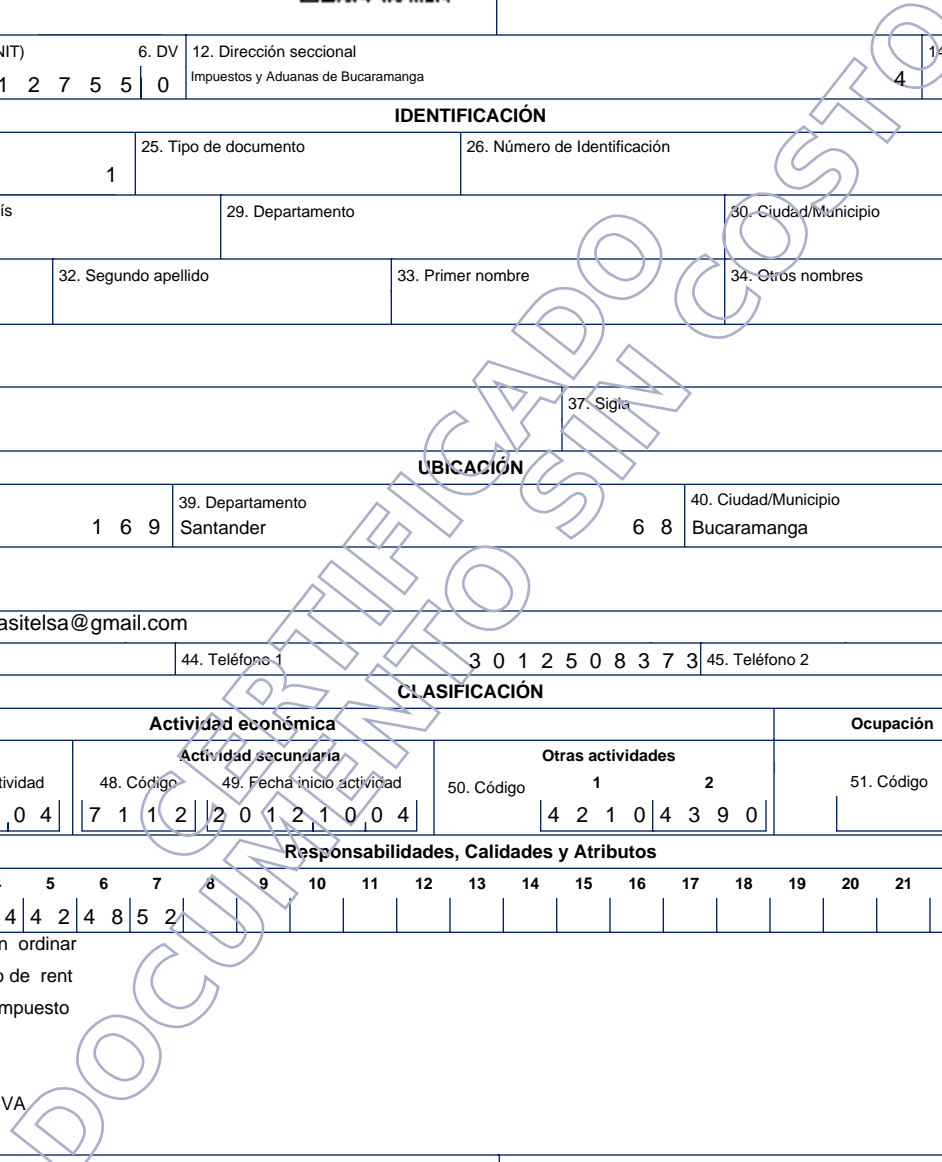 NIT) 6. DV 12. Dirección seccional 14
1 2 7 5 5 0 Impuestos y Aduanas de Bucaramanga 4
IDENTIFICACIÓN
25. Tipo de documento 26. Número de Identificación
1
ís 29. Departamento 30. Ciudad/Municipio
32. Segundo apellido 33. Primer nombre 34. Otros nombres
37. Sigla
UBICACIÓN
39. Departamento 40. Ciudad/Municipio
1 6 9 Santander 6 8 Bucaramanga
asitelsa@gmail.com
44. Teléfono 1 3 0 1 2 5 0 8 3 7 3 45. Teléfono 2
CLASIFICACIÓN
Actividad económica Ocupación
Actividad secundaria Otras actividades
tividad 48. Código 49. Fecha inicio actividad 50. Código 1 2 51. Código
0 4 7 1 1 2 2 0 1 2 1 0 0 4 4 2 1 0 4 3 9 0
Responsabilidades, Calidades y Atributos
5 6 7 8 9 10 11 12 13 14 15 16 17 18 19 20 21
4 4 2 4 8 5 2
n ordinar
o de rent
mpuesto
VA
CERTIFICADO
DOCUMENTO SIN COSTO